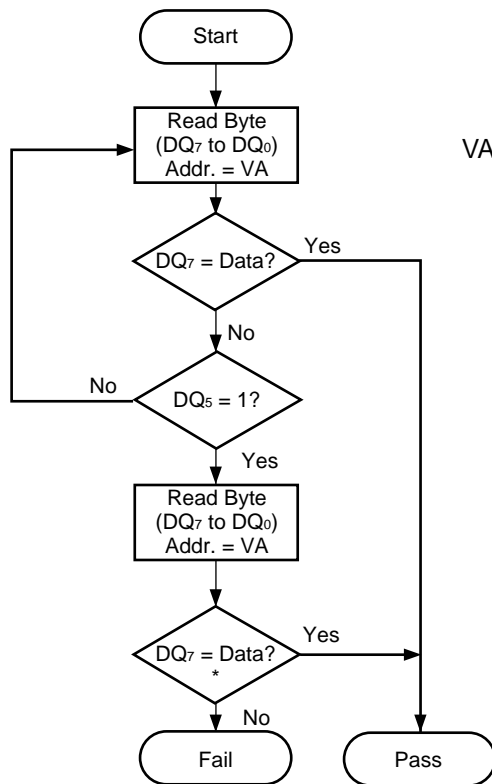 Start
Read Byte
(DQ7 to DQ0)
Addr. = VA
VA
DQ7 = Data?
Yes
No
No
DQ5 = 1?
Yes
Read Byte
(DQ7 to DQ0)
Addr. = VA
DQ7 = Data?
*
Yes
No
Fail
Pass